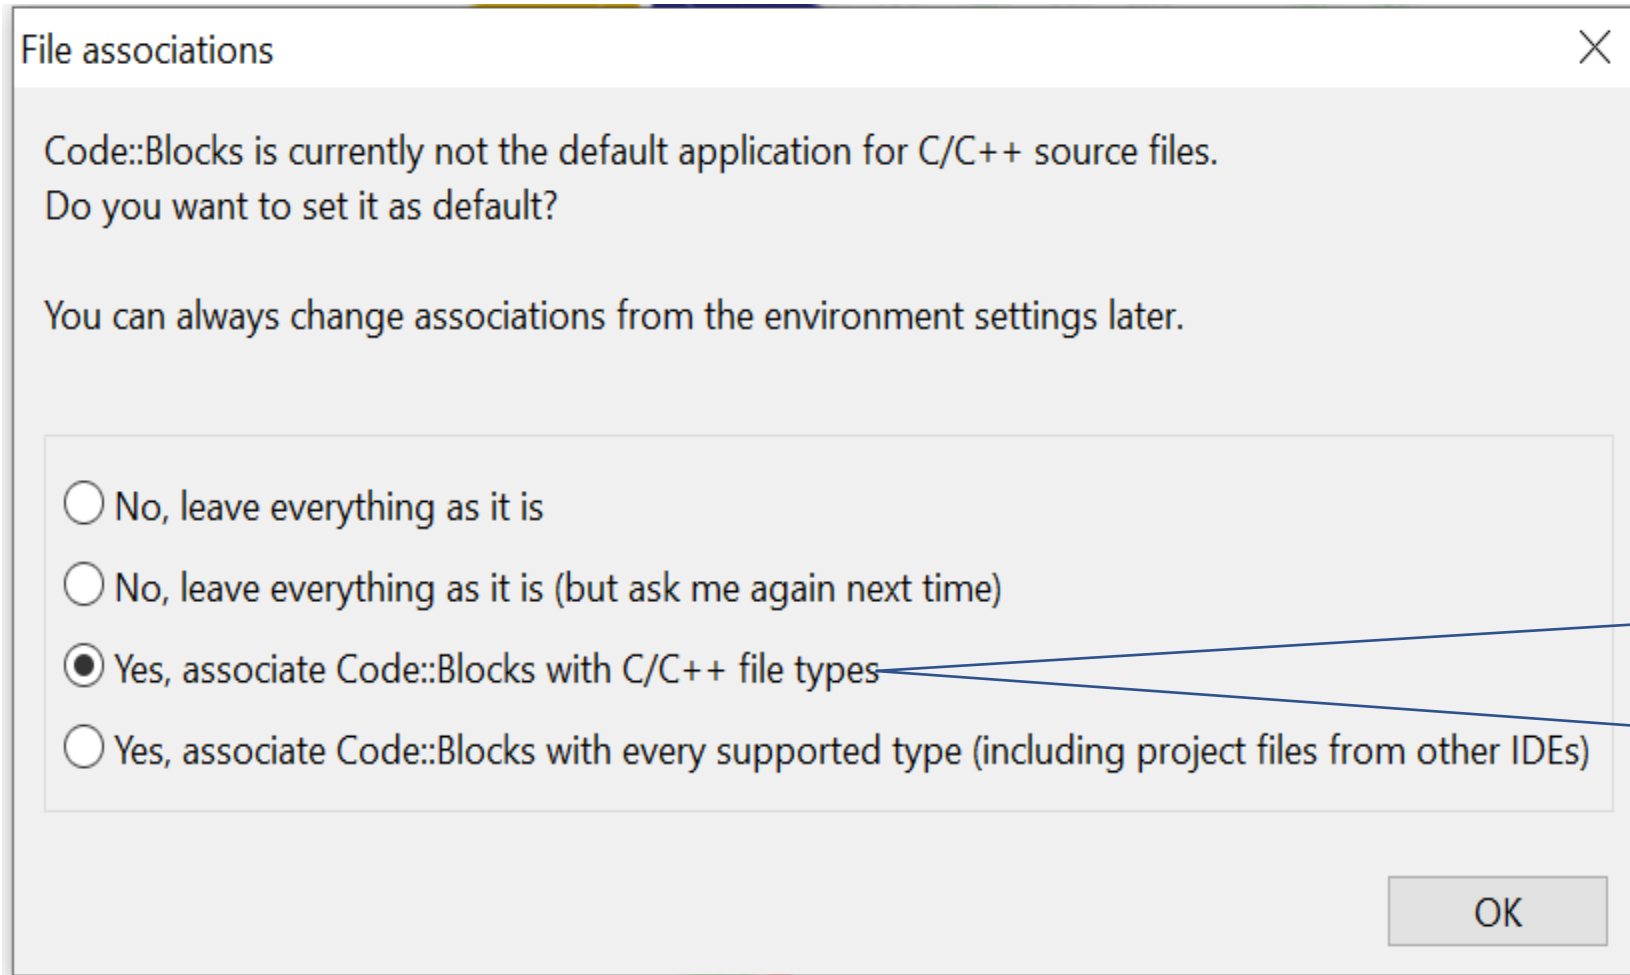 File associations
Code::Blocks is currently not the default application for C/C++ source files.
Do you want to set it as default?
You can always change associations from the environment settings later.
No, leave everything as it is
No, leave everything as it is (but ask me again next time)
Yes, associate Code::Blocks with C/C++ file types
Yes, associate Code::Blocks with every supported type (including project files from other IDEs)
OK